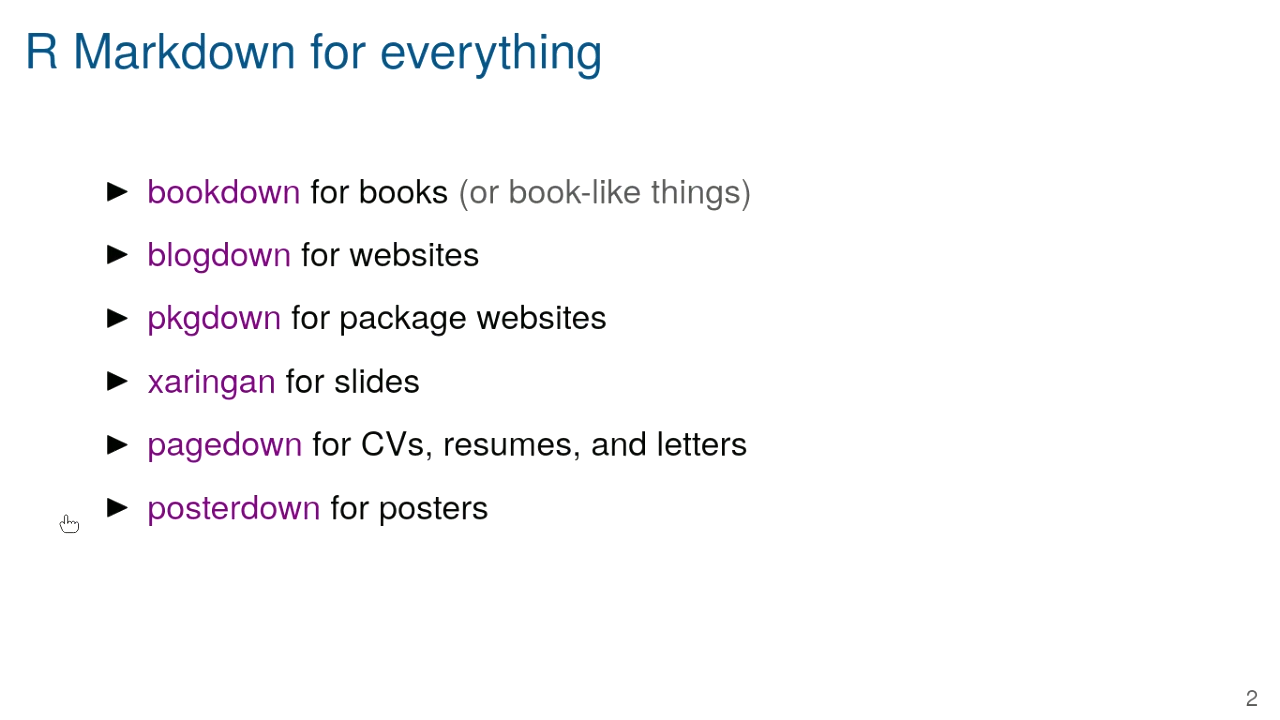 R Markdown for everything
▶ bookdown for books (or book-like things)
▶ blogdown for websites
▶ pkgdown for package websites
▶ xaringan for slides
▶ pagedown for CVs, resumes, and letters
▶ posterdown for posters
2